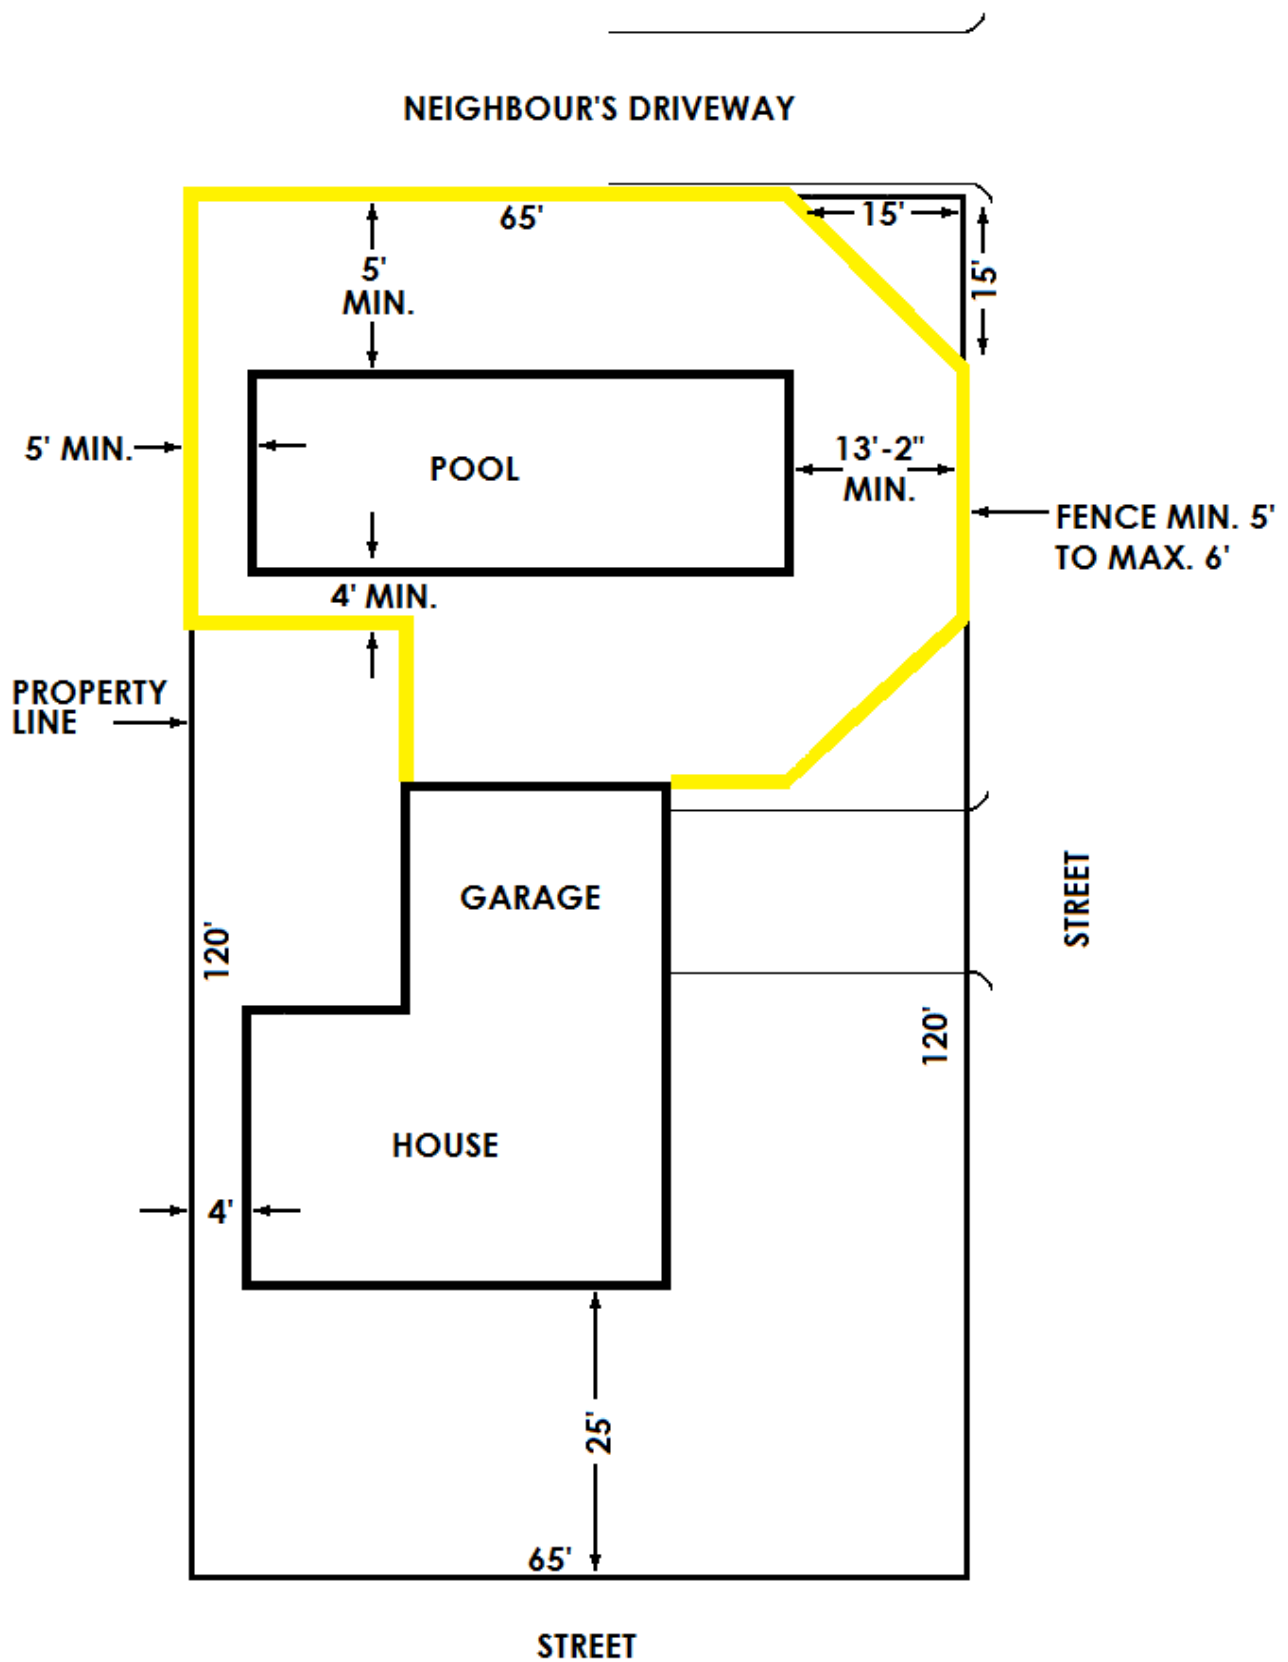 NEIGHBOUR'S DRIVEWAY
65'
15'
15'
5'
MIN.
5' MIN.
POOL
13'-2"
MIN.
FENCE MIN. 5'
TO MAX. 6'
4' MIN.
PROPERTY
LINE
GARAGE
STREET
120'
120'
HOUSE
4'
25'
65'
STREET